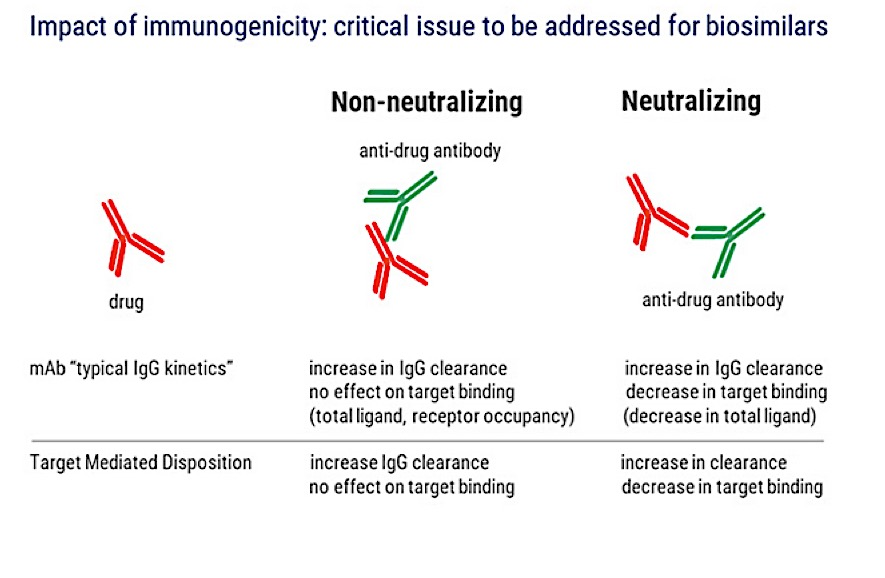 Impact of immunogenicity: critical issue to be addressed for biosimilars
Non-neutralizing
Neutralizing
anti-drug antibody
drug
anti-drug antibody
mAb "typical IgG kinetics"
increase in IgG clearance
no effect on target binding
(total ligand, receptor occupancy)
increase in IgG clearance
decrease in target binding
(decrease in total ligand)
Target Mediated Disposition
increase IgG clearance
no effect on target binding
increase in clearance
decrease in target binding